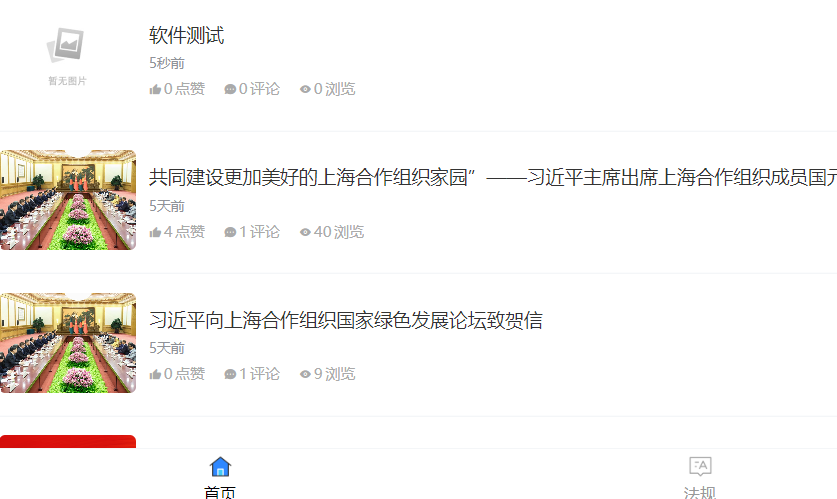 软件测试
暂无图片
5秒前
0点赞 0评论 0浏览
共同建设更加美好的上海合作组织家园”——习近平主席出席上海合作组织成员国元
5天前
4点赞 1评论 40浏览
习近平向上海合作组织国家绿色发展论坛致贺信
5天前
0点赞 1评论 9浏览
首页 法规